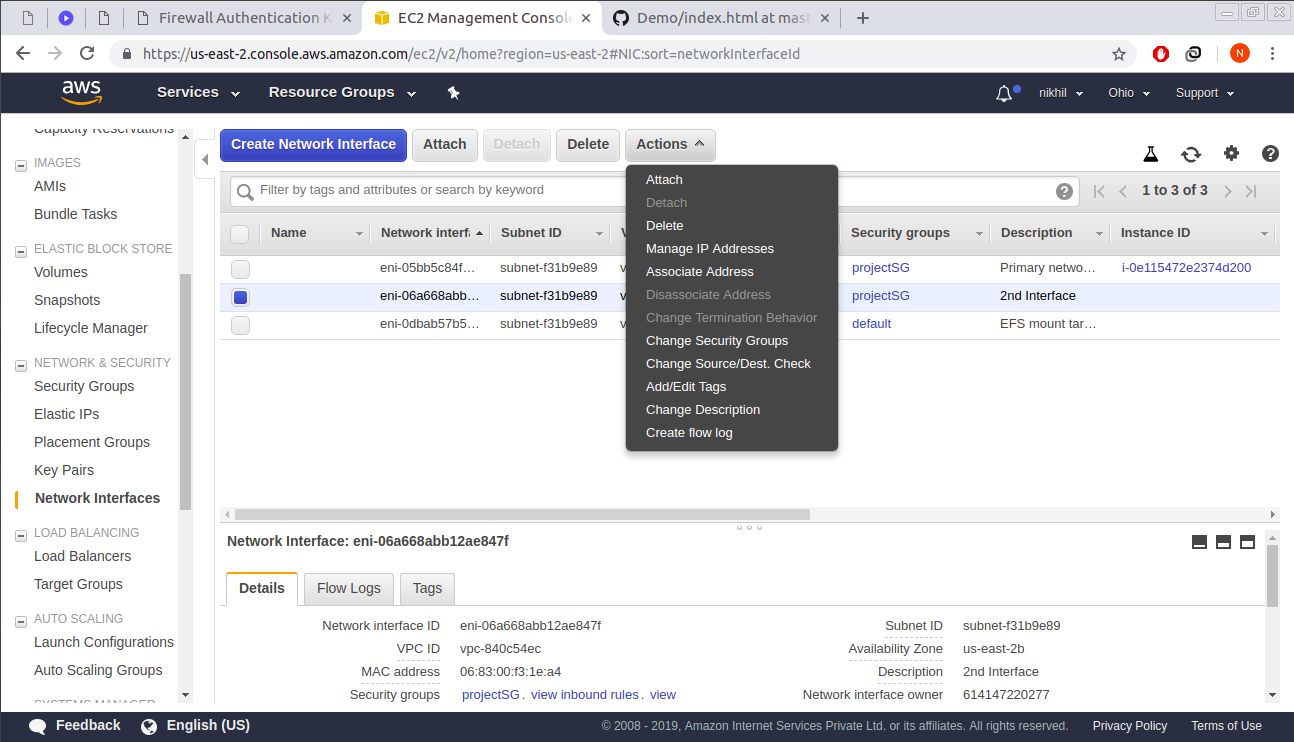 Firewall Authentication K
EC2 Management Console
Demo/index.html at mast
https://us-east-2.console.aws.amazon.com/ec2/v2/home?region=us-east-2#NIC:sort=networkInterfaceId
N
aws
Services
Resource Groups
nikhil
Ohio
Support
Capacity Reservations
IMAGES
AMIs
Bundle Tasks
ELASTIC BLOCK STORE
Volumes
Snapshots
Lifecycle Manager
NETWORK & SECURITY
Security Groups
Elastic IPs
Placement Groups
Key Pairs
Network Interfaces
LOAD BALANCING
Load Balancers
Target Groups
AUTO SCALING
Launch Configurations
Auto Scaling Groups
SYSTEMS MANAGER
Create Network Interface
Attach
Detach
Delete
Actions
Filter by tags and attributes or search by keyword
1 to 3 of 3
Name
Network interf
Subnet ID
V
Security groups
Description
Instance ID
eni-05bb5c84f… subnet-f31b9e89 v projectSG Primary netwo… i-0e115472e2374d200
eni-06a668abb… subnet-f31b9e89 v projectSG 2nd Interface
eni-0dbab57b5… subnet-f31b9e89 v default EFS mount tar…
Attach
Detach
Delete
Manage IP Addresses
Associate Address
Disassociate Address
Change Termination Behavior
Change Security Groups
Change Source/Dest. Check
Add/Edit Tags
Change Description
Create flow log
Network Interface: eni-06a668abb12ae847f
Details
Flow Logs
Tags
Network interface ID eni-06a668abb12ae847f
Subnet ID subnet-f31b9e89
VPC ID vpc-840c54ec
Availability Zone us-east-2b
MAC address 06:83:00:f3:1e:a4
Description 2nd Interface
Security groups projectSG . view inbound rules . view
Network interface owner 614147220277
Feedback
English (US)
© 2008 - 2019, Amazon Internet Services Private Ltd. or its affiliates. All rights reserved.
Privacy Policy
Terms of Use